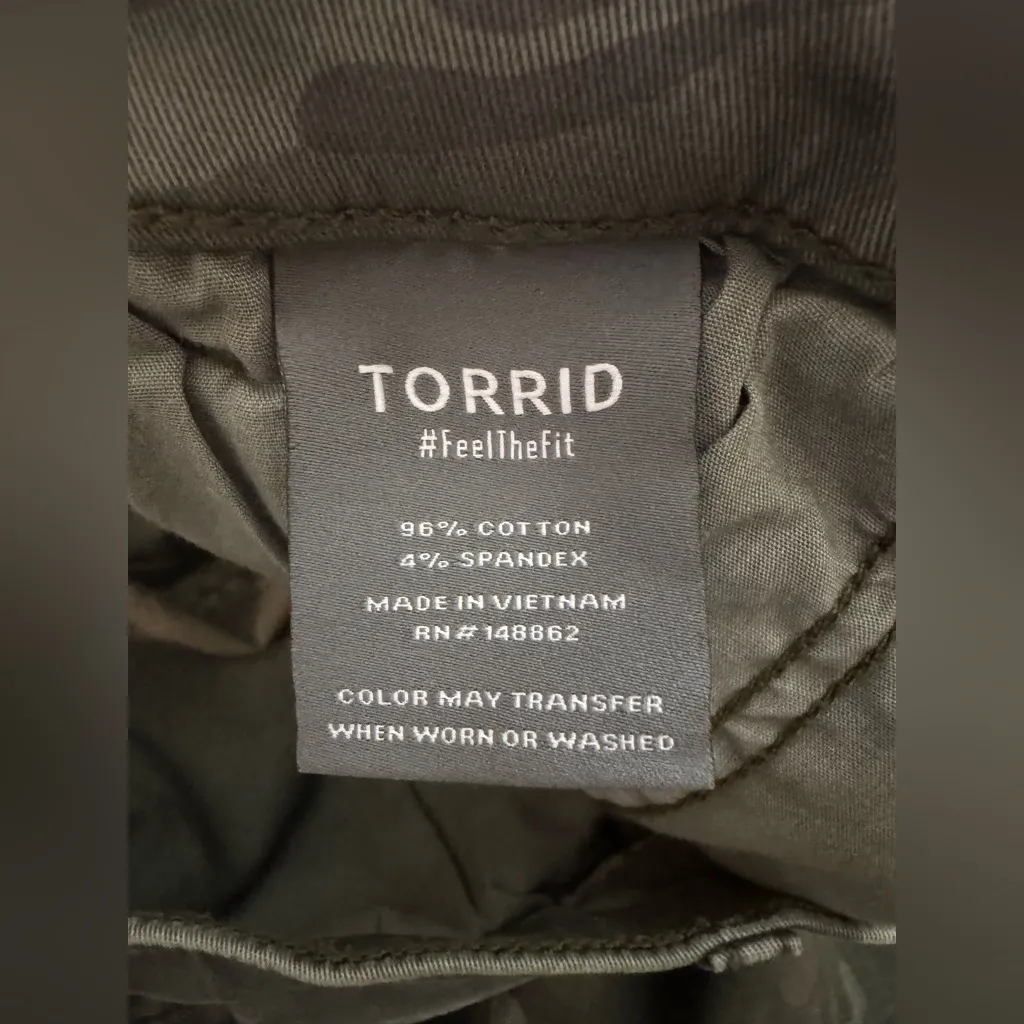 TORRID
#FeelTheFit
96% COTTON
4% SPANDEX
MADE IN VIETNAM
RN # 148862
COLOR MAY TRANSFER
WHEN WORN OR WASHED